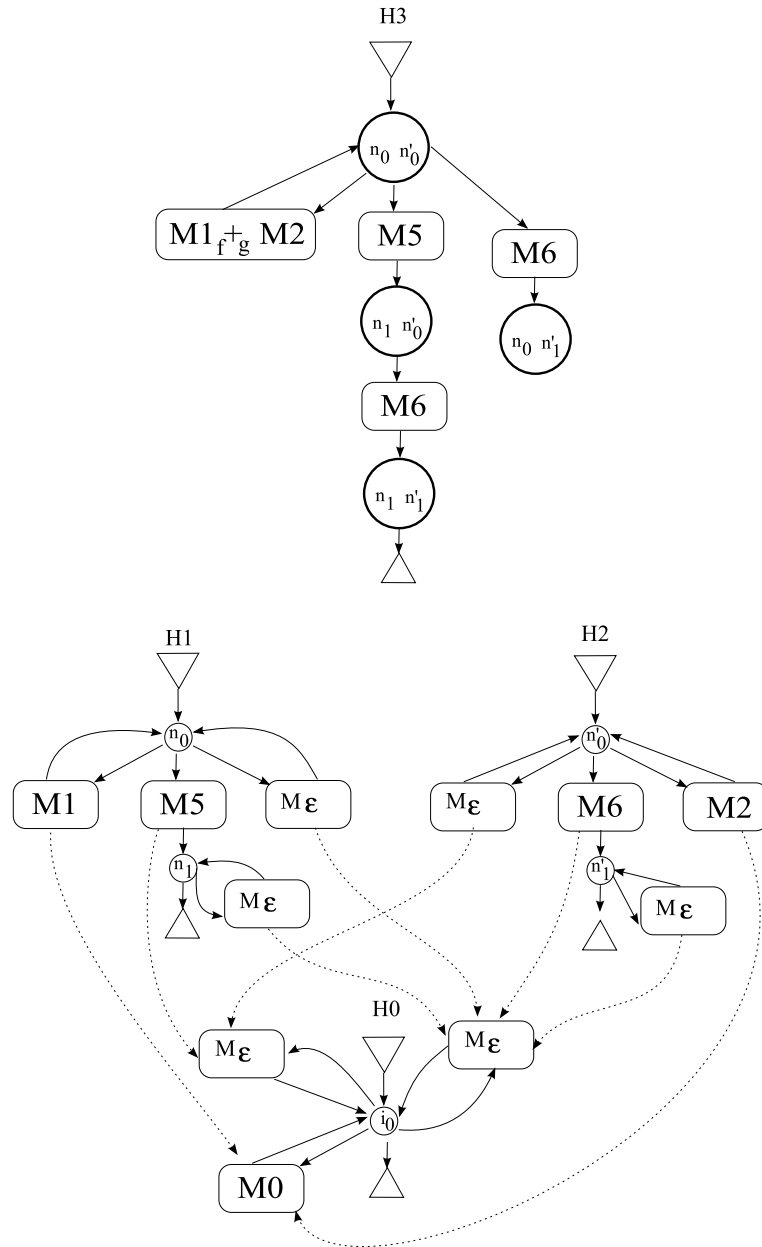 H3
n0 n'0
M1 f+g M2
M5
M6
n1 n'0
n0 n'1
M6
n1 n'1
H1
H2
n0
n'0
M1
M5
Mε
Mε
M6
M2
n1
n'1
Mε
Mε
H0
Mε
Mε
i0
M0